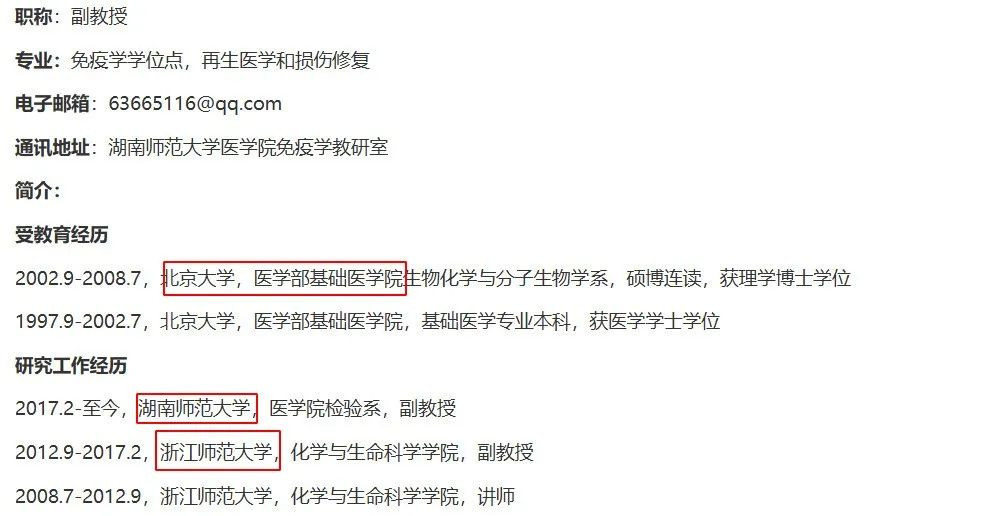 职称：副教授
专业：免疫学学位点，再生医学和损伤修复
电子邮箱：63665116@qq.com
通讯地址：湖南师范大学医学院免疫学教研室
简介：
受教育经历
2002.9-2008.7，北京大学，医学部基础医学院生物化学与分子生物学系，硕博连读，获理学博士学位
1997.9-2002.7，北京大学，医学部基础医学院，基础医学专业本科，获医学学士学位
研究工作经历
2017.2-至今，湖南师范大学，医学院检验系，副教授
2012.9-2017.2，浙江师范大学，化学与生命科学学院，副教授
2008.7-2012.9，浙江师范大学，化学与生命科学学院，讲师